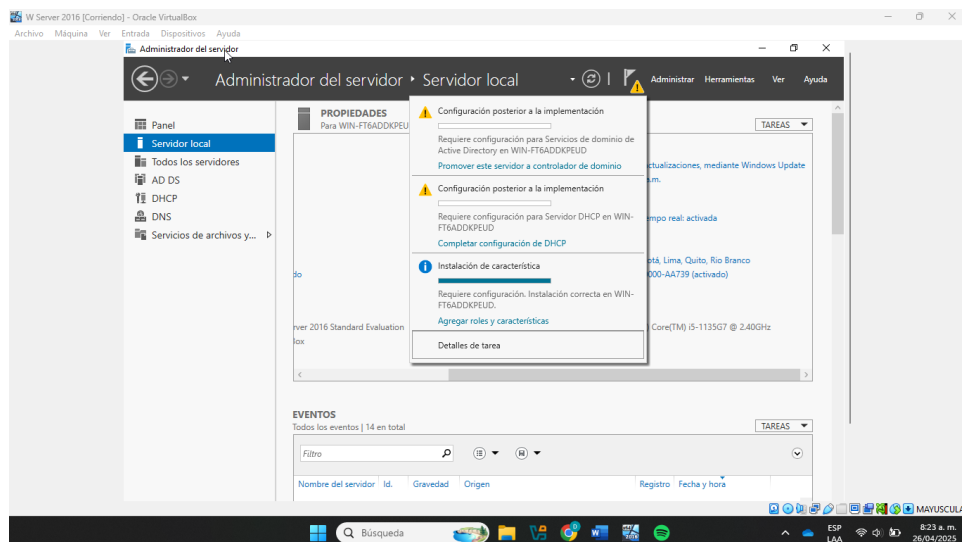 W Server 2016 [Corriendo] - Oracle VirtualBox
Archivo Máquina Ver Entrada Dispositivos Ayuda
Administrador del servidor
Administrador del servidor ‣ Servidor local
Administrar Herramientas Ver Ayuda
Panel
Servidor local
Todos los servidores
AD DS
DHCP
DNS
Servicios de archivos y...
PROPIEDADES
Para WIN-FT6ADDKPEU
TAREAS
Configuración posterior a la implementación
Requiere configuración para Servicios de dominio de
Active Directory en WIN-FT6ADDKPEUD
Promover este servidor a controlador de dominio
Configuración posterior a la implementación
Requiere configuración para Servidor DHCP en WIN-
FT6ADDKPEUD
Completar configuración de DHCP
Instalación de característica
Requiere configuración. Instalación correcta en WIN-
FT6ADDKPEUD.
Agregar roles y características
Detalles de tarea
ctualizaciones, mediante Windows Update
a.m.
empo real: activada
otá, Lima, Quito, Rio Branco
000-AA739 (activado)
do
rver 2016 Standard Evaluation
Box
) Core(TM) i5-1135G7 @ 2.40GHz
EVENTOS
Todos los eventos | 14 en total
TAREAS
Filtro
Nombre del servidor Id. Gravedad Origen Registro Fecha y hora
MAYUSCULA
Búsqueda
ESP
LAA
8:23 a. m.
26/04/2025